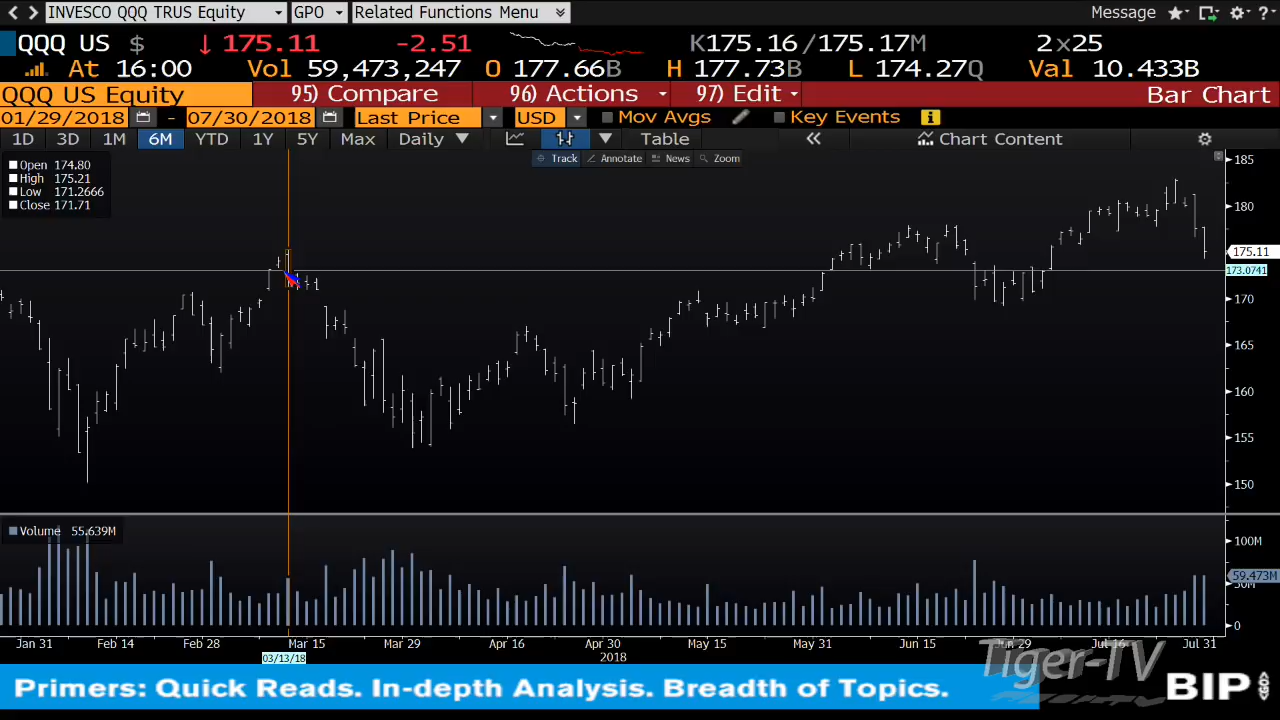 INVESCO QQQ TRUS Equity GPO Related Functions Menu Message
QQQ US $ ↓ 175.11 -2.51 K175.16/175.17M 2x25
At 16:00 Vol 59,473,247 O 177.66B H 177.73B L 174.27Q Val 10.433B
QQQ US Equity 95) Compare 96) Actions 97) Edit Bar Chart
01/29/2018 - 07/30/2018 Last Price USD Mov Avgs Key Events
1D 3D 1M 6M YTD 1Y 5Y Max Daily ▼ Table « Chart Content
Track Annotate News Zoom
Open 174.80
High 175.21
Low 171.2666
Close 171.71
185
180
175.11
173.0741
170
165
160
155
150
Volume 55.639M
100M
59.473M
0
Jan 31 Feb 14 Feb 28 Mar 15 Mar 29 Apr 16 Apr 30 May 15 May 31 Jun 15 Jun 29 Jul 16 Jul 31
03/13/18 2018
Tiger-TV
Primers: Quick Reads. In-depth Analysis. Breadth of Topics.
BIP